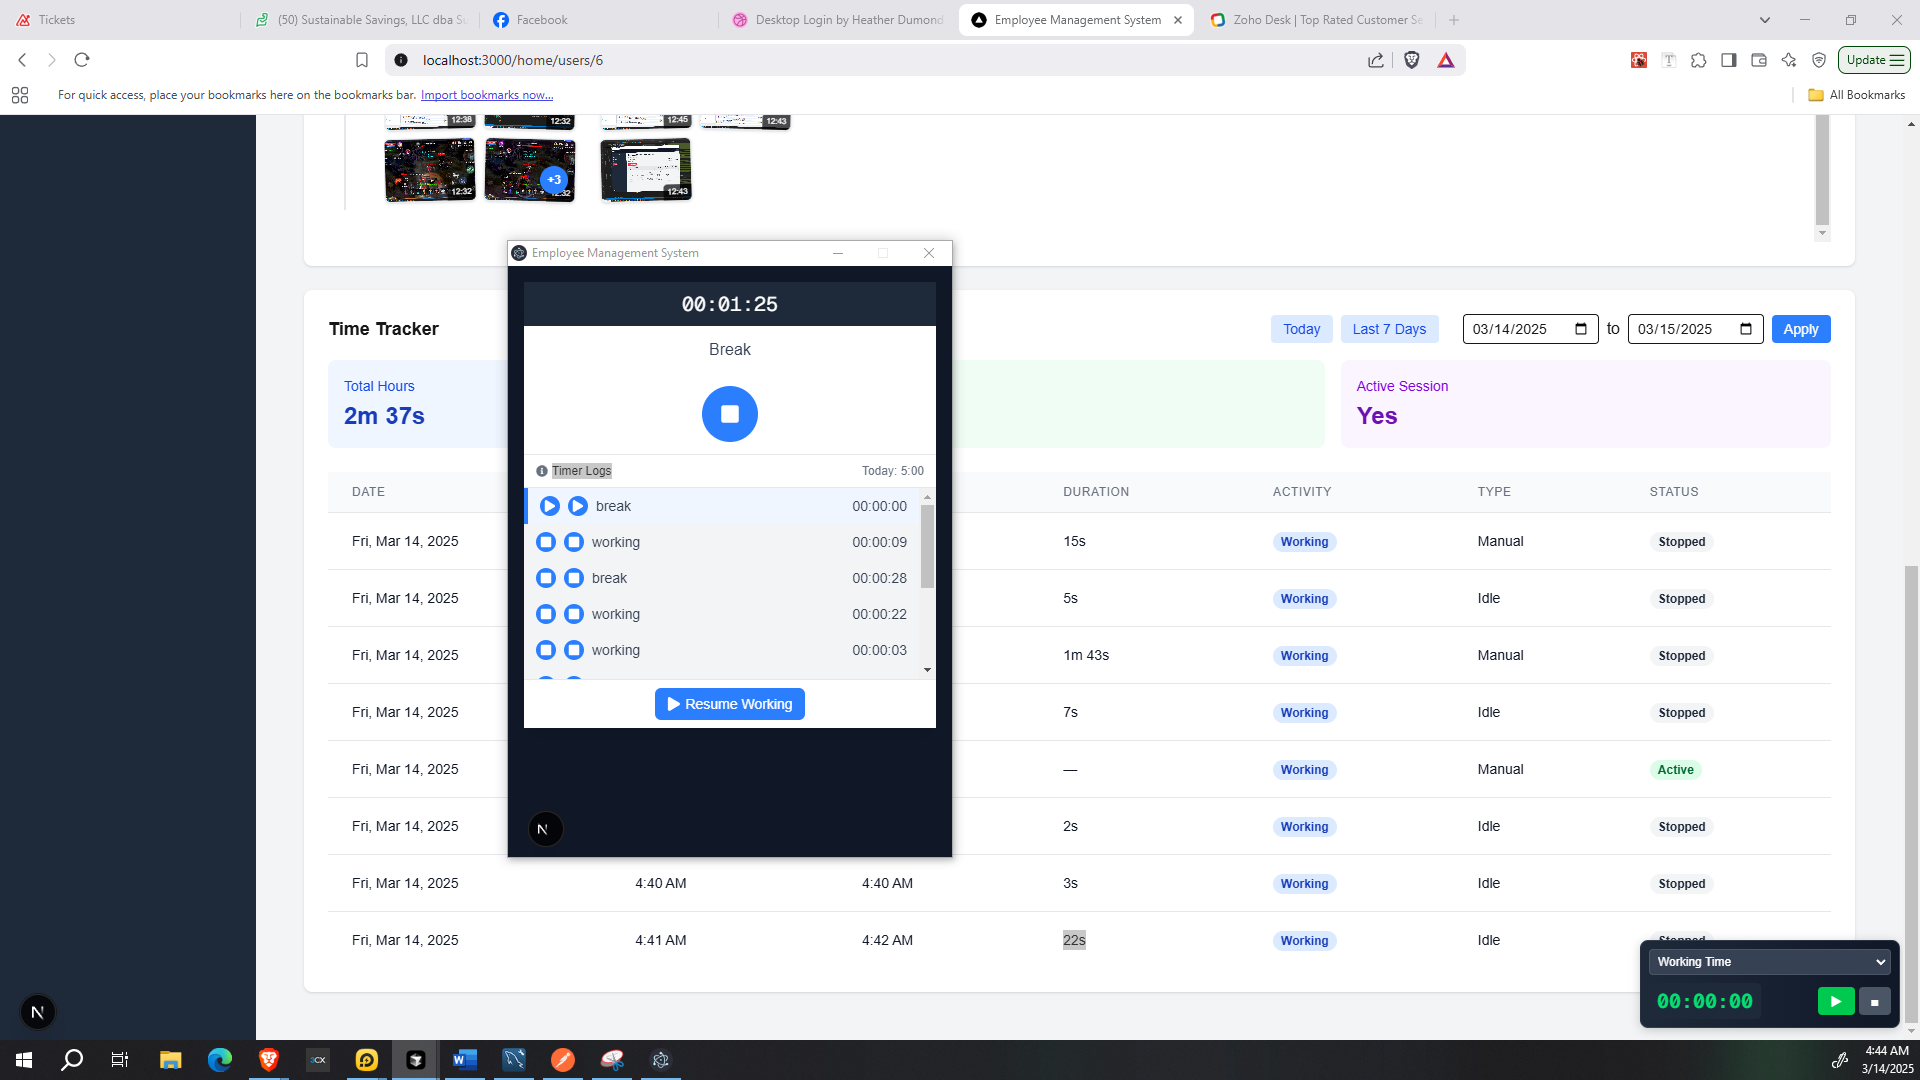 Tickets
(50) Sustainable Savings, LLC dba S
Facebook
Desktop Login by Heather Dumond
Employee Management System
Zoho Desk | Top Rated Customer Se
localhost:3000/home/users/6
Update
For quick access, place your bookmarks here on the bookmarks bar. Import bookmarks now...
All Bookmarks
12:38
12:32
12:45
12:43
12:32
+3
12:43
Employee Management System
00:01:25
Break
Timer Logs
Today: 5:00
break 00:00:00
working 00:00:09
break 00:00:28
working 00:00:22
working 00:00:03
Resume Working
N
Time Tracker
Today
Last 7 Days
03/14/2025 to 03/15/2025
Apply
Total Hours
2m 37s
Active Session
Yes
DATE DURATION ACTIVITY TYPE STATUS
Fri, Mar 14, 2025 15s Working Manual Stopped
Fri, Mar 14, 2025 5s Working Idle Stopped
Fri, Mar 14, 2025 1m 43s Working Manual Stopped
Fri, Mar 14, 2025 7s Working Idle Stopped
Fri, Mar 14, 2025 — Working Manual Active
Fri, Mar 14, 2025 2s Working Idle Stopped
Fri, Mar 14, 2025 4:40 AM 4:40 AM 3s Working Idle Stopped
Fri, Mar 14, 2025 4:41 AM 4:42 AM 22s Working Idle
Working Time
00:00:00
N
3CX
4:44 AM
3/14/2025